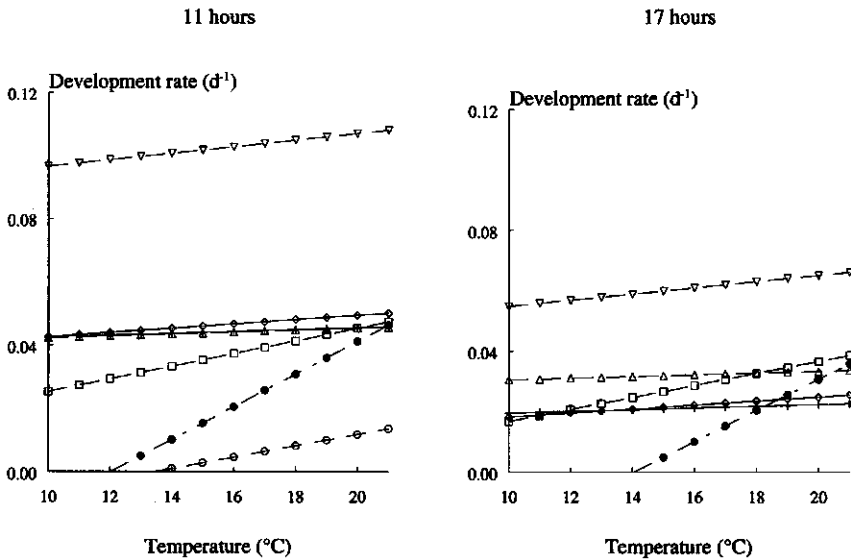 11 hours
Development rate (d⁻¹)
0.12
0.08
0.04
0.00
10 12 14 16 18 20
Temperature (°C)
17 hours
Development rate (d⁻¹)
0.12
0.08
0.04
0.00
10 12 14 16 18 20
Temperature (°C)